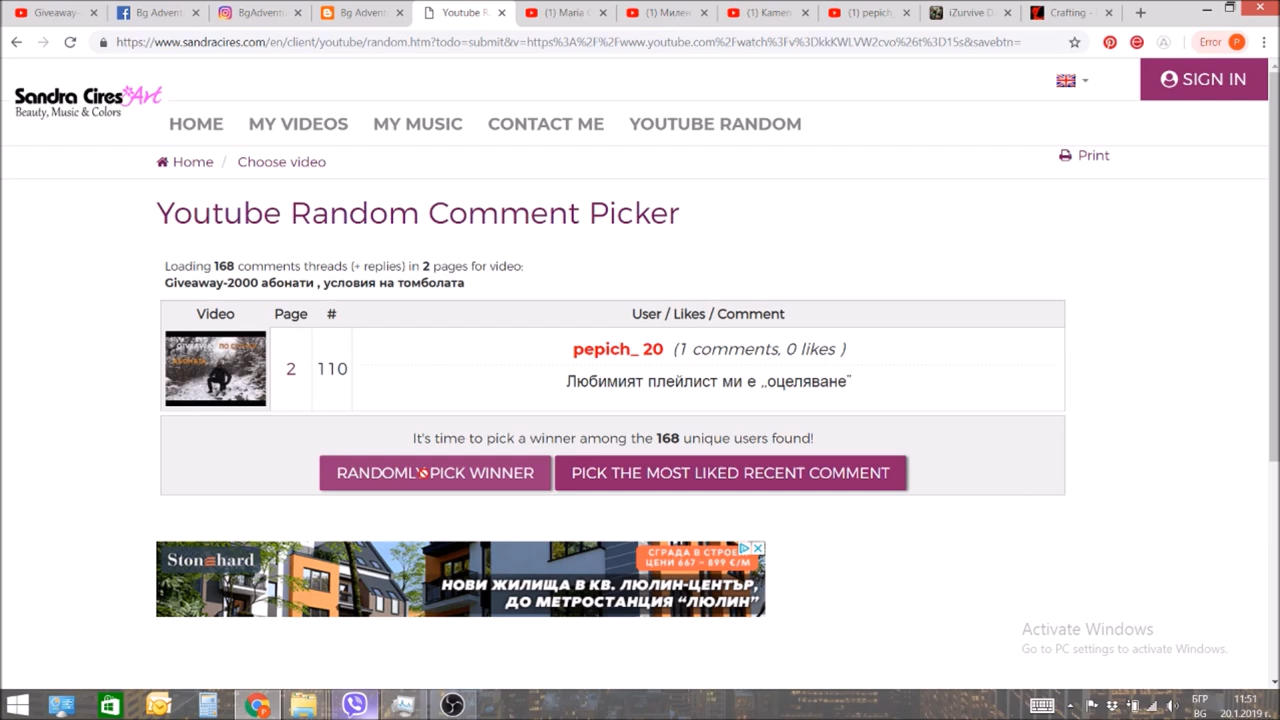 Giveaway-
Bg Advent
BgAdventu
Bg Advent
Youtube R
(1) Maria C
(1) Милен
(1) Kamen
(1) pepich_
iZurvive D
Crafting -
https://www.sandracires.com/en/client/youtube/random.htm?todo=submit&v=https%3A%2F%2Fwww.youtube.com%2Fwatch%3Fv%3DkkKWLVW2cvo%26t%3D15s&savebtn=
Error P
Sandra Cires Art
Beauty, Music & Colors
SIGN IN
HOME MY VIDEOS MY MUSIC CONTACT ME YOUTUBE RANDOM
Home / Choose video
Print
Youtube Random Comment Picker
Loading 168 comments threads (+ replies) in 2 pages for video:
Giveaway-2000 абонати , условия на томболата
Video Page # User / Likes / Comment
pepich_ 20 (1 comments, 0 likes )
2 110
Любимият плейлист ми е „оцеляване"
It's time to pick a winner among the 168 unique users found!
RANDOMLY PICK WINNER PICK THE MOST LIKED RECENT COMMENT
Stonehard
СГРАДА В СТРОЕ
ЦЕНИ 667 - 899 €/М
НОВИ ЖИЛИЩА В КВ. ЛЮЛИН-ЦЕНТЪР,
ДО МЕТРОСТАНЦИЯ "ЛЮЛИН"
Activate Windows
Go to PC settings to activate Windows.
БГР 11:51
BG 20.1.2019 г.